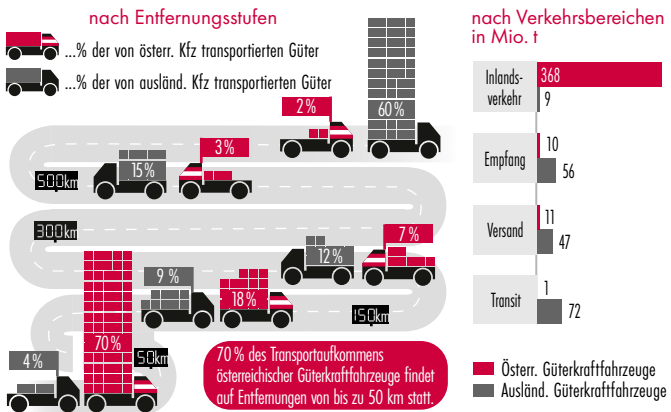 nach Entfernungsstufen
...% der von österr. Kfz transportierten Güter
...% der von ausländ. Kfz transportierten Güter
2 %
60 %
3 %
15 %
500km
300km
7 %
12 %
9 %
18 %
150km
70 %
50km
4 %
70 % des Transportaufkommens
österreichischer Güterkraftfahrzeuge findet
auf Entfernungen von bis zu 50 km statt.
nach Verkehrsbereichen
in Mio. t
Inlands-
verkehr
368
9
Empfang
10
56
Versand
11
47
Transit
1
72
Österr. Güterkraftfahrzeuge
Ausländ. Güterkraftfahrzeuge